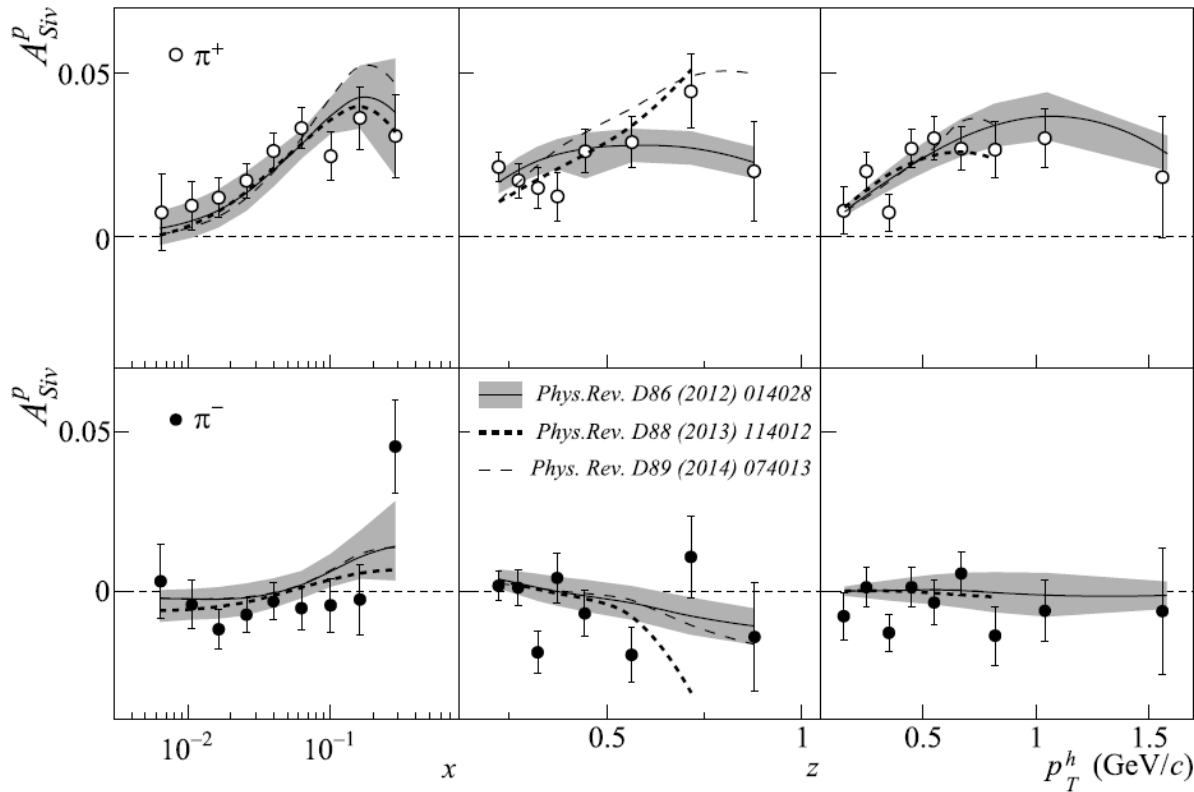 A^p_Siv
π⁺
0.05
0
A^p_Siv
π⁻
0.05
0
Phys.Rev. D86 (2012) 014028
Phys.Rev. D88 (2013) 114012
Phys. Rev. D89 (2014) 074013
10⁻² 10⁻¹ 0.5 1 0.5 1 1.5
x z p^h_T (GeV/c)